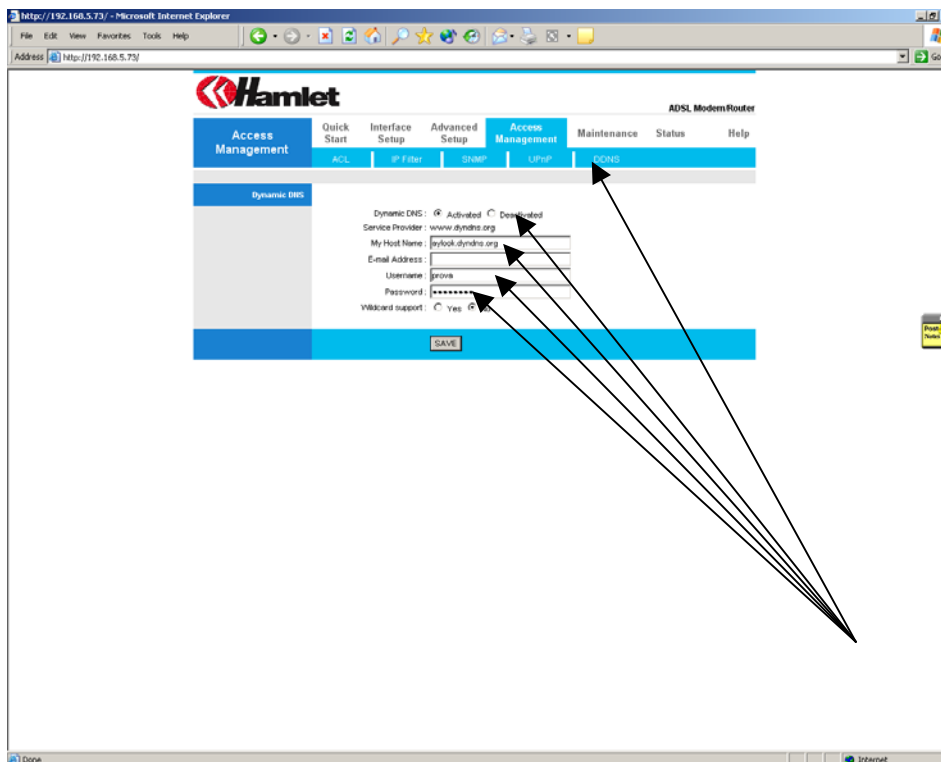 http://192.168.5.73/ - Microsoft Internet Explorer
File Edit View Favorites Tools Help
Address http://192.168.5.73/ Go
Hamlet
ADSL Modem/Router
Access Management
Quick Start
Interface Setup
Advanced Setup
Access Management
Maintenance
Status
Help
ACL IP Filter SNMP UPnP DDNS
Dynamic DNS
Dynamic DNS : Activated Deactivated
Service Provider : www.dyndns.org
My Host Name : aylook.dyndns.org
E-mail Address :
Username : prova
Password : ••••••••
Wildcard support : Yes
SAVE
Done Internet